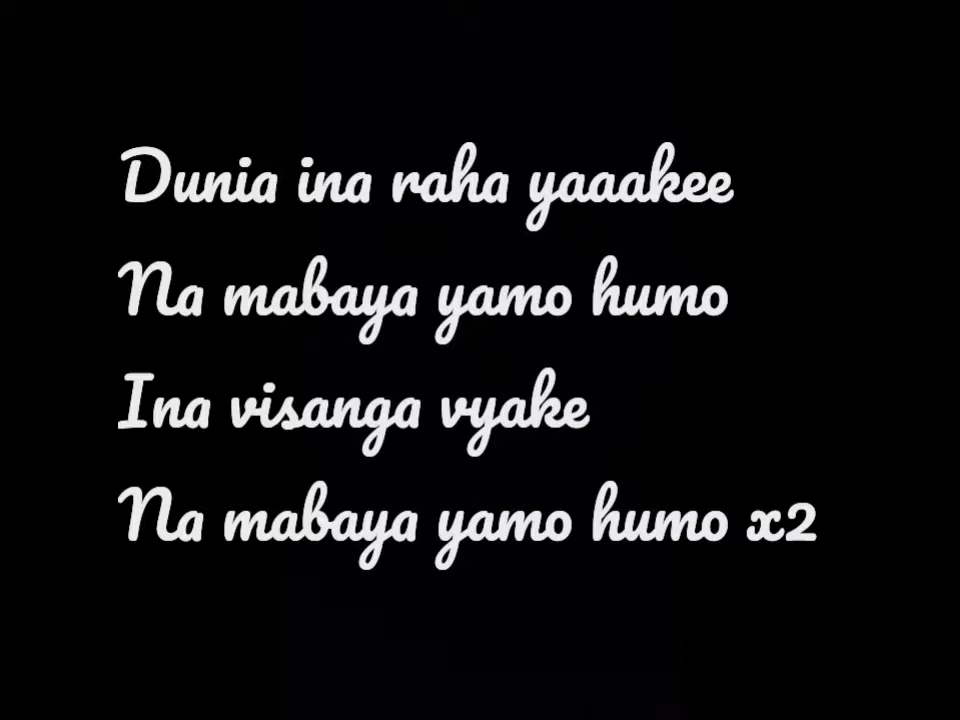 Dunia ina raha yaaakee
Na mabaya yamo humo
Ina visanga vyake
Na mabaya yamo humo x2